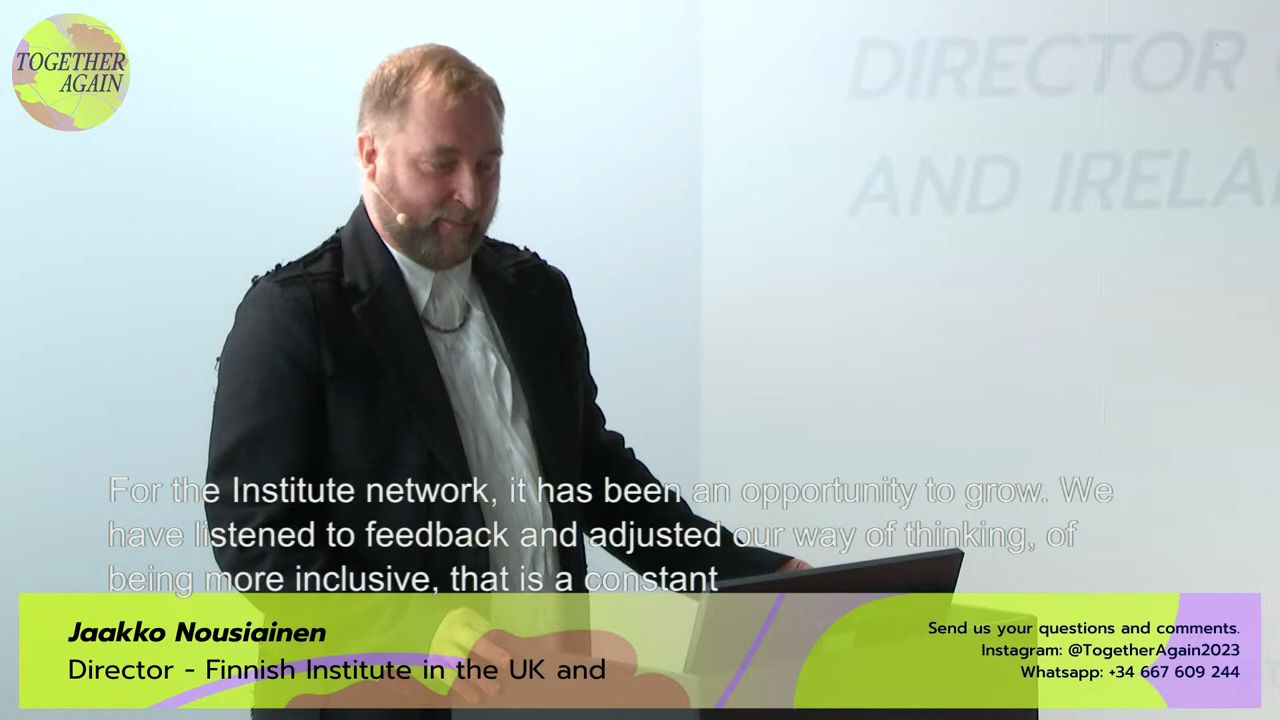 TOGETHER
AGAIN
DIRECTOR
AND
For the Institute network, it has been an opportunity to grow. We
have listened to feedback and adjusted our way of thinking, of
being more inclusive, that is a constant
Jaakko Nousiainen
Director - Finnish Institute in the UK and
Send us your questions and comments.
Instagram: @TogetherAgain2023
Whatsapp: +34 667 609 244